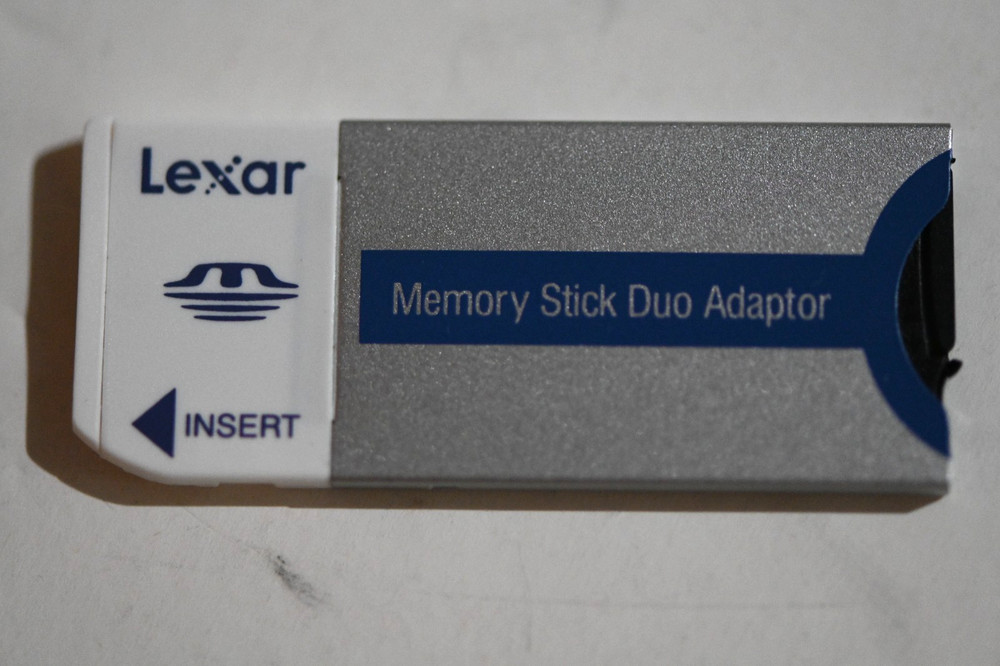 Lexar
INSERT
Memory Stick Duo Adaptor